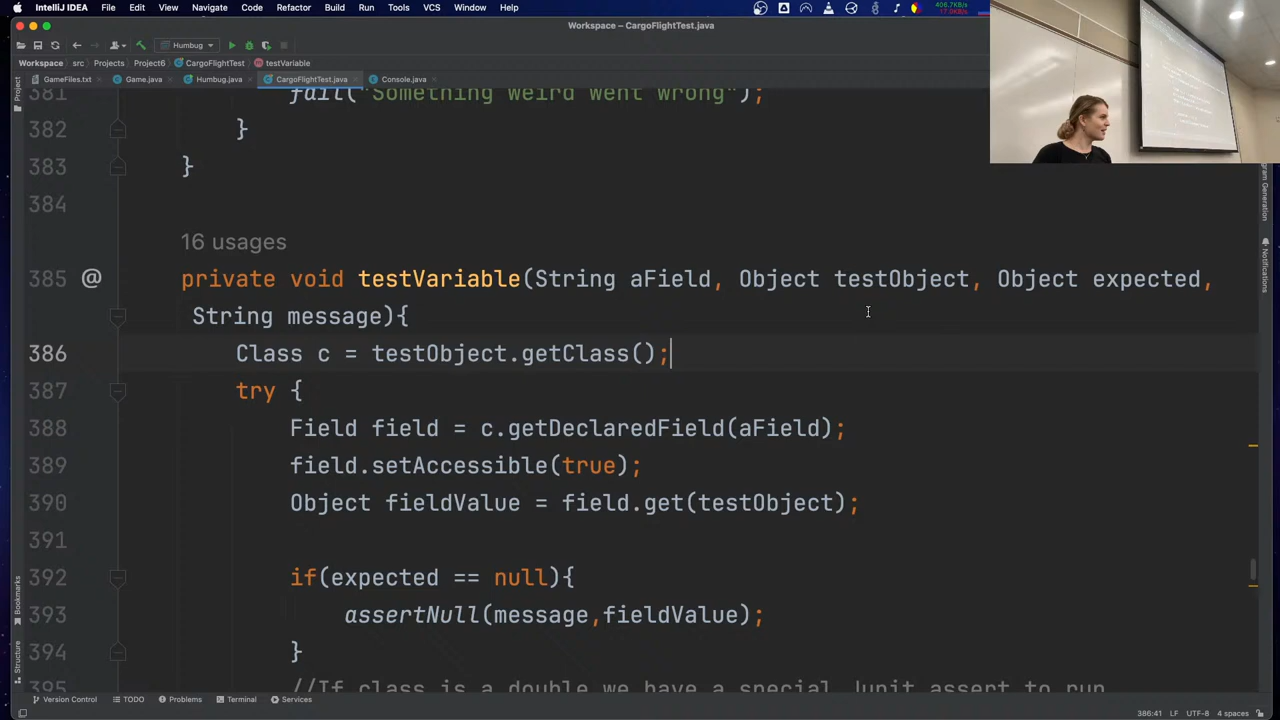 IntelliJ IDEA File Edit View Navigate Code Refactor Build Run Tools VCS Window Help
Workspace – CargoFlightTest.java
Humbug
Workspace src Projects Project6 CargoFlightTest testVariable
GameFiles.txt Game.java Humbug.java CargoFlightTest.java Console.java
Project
381 fail("Something weird went wrong");
382 }
383 }
384
16 usages
385 @ private void testVariable(String aField, Object testObject, Object expected,
String message){
386 Class c = testObject.getClass();
387 try {
388 Field field = c.getDeclaredField(aField);
389 field.setAccessible(true);
390 Object fieldValue = field.get(testObject);
391
392 if(expected == null){
393 assertNull(message,fieldValue);
394 }
395 //If class is a double we have a special Junit assert to run
Notifications
Bookmarks
Structure
Version Control TODO Problems Terminal Services
386:41 LF UTF-8 4 spaces